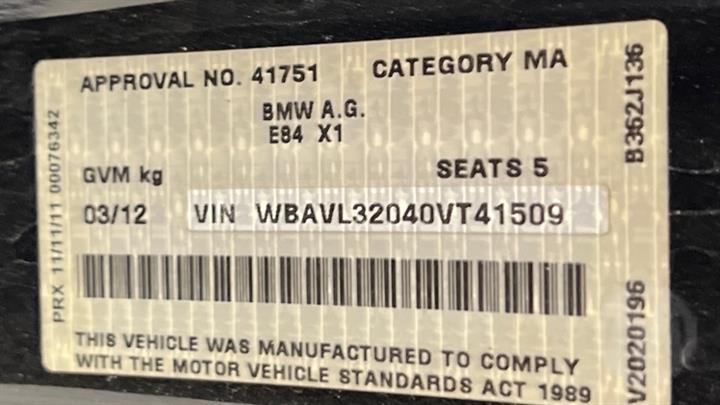 APPROVAL NO. 41751 CATEGORY MA
BMW A.G.
E84 X1
GVM kg SEATS 5
03/12 VIN WBAVL32040VT41509
THIS VEHICLE WAS MANUFACTURED TO COMPLY
WITH THE MOTOR VEHICLE STANDARDS ACT 1989
PRX 11/11/11 00076342
B362J136
V2020196